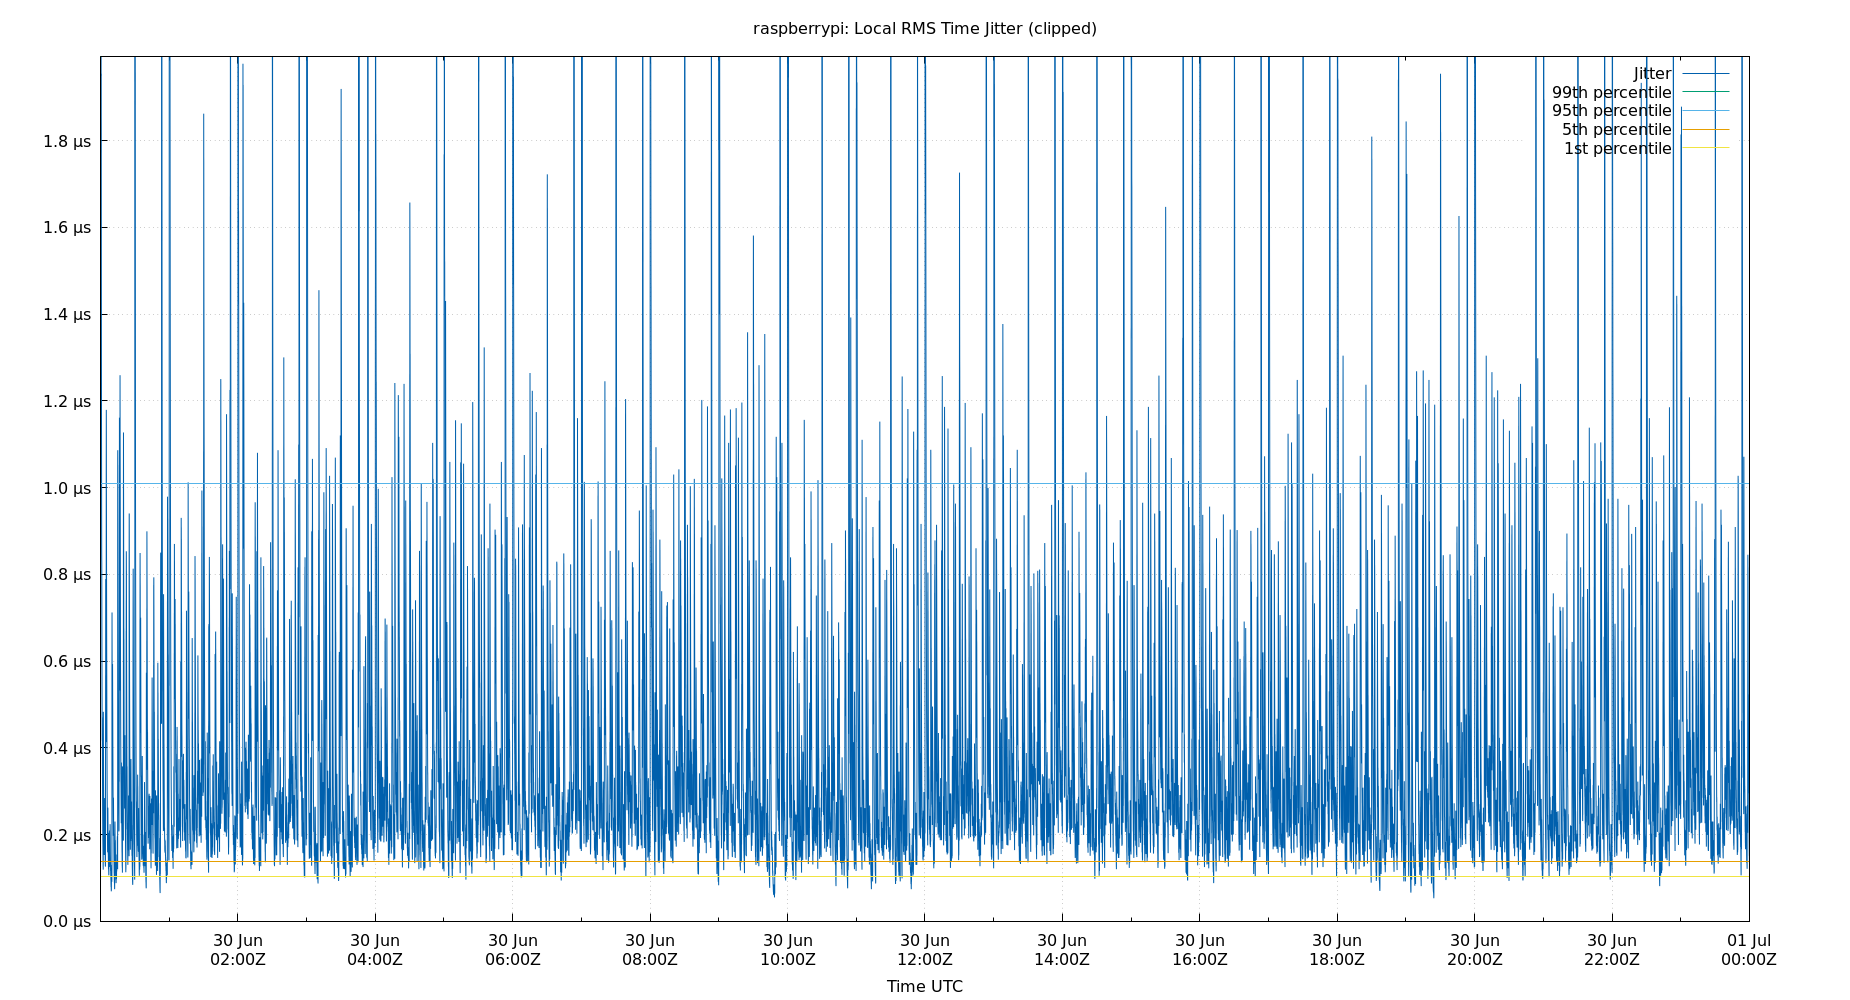 raspberrypi: Local RMS Time Jitter (clipped)
Jitter
99th percentile
95th percentile
5th percentile
1st percentile
1.8 µs
1.6 µs
1.4 µs
1.2 µs
1.0 µs
0.8 µs
0.6 µs
0.4 µs
0.2 µs
0.0 µs
30 Jun 30 Jun 30 Jun 30 Jun 30 Jun 30 Jun 30 Jun 30 Jun 30 Jun 30 Jun 30 Jun 01 Jul
02:00Z 04:00Z 06:00Z 08:00Z 10:00Z 12:00Z 14:00Z 16:00Z 18:00Z 20:00Z 22:00Z 00:00Z
Time UTC